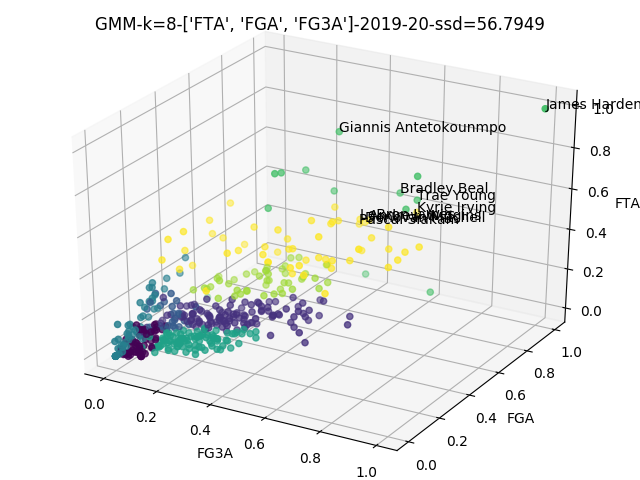 GMM-k=8-['FTA', 'FGA', 'FG3A']-2019-20-ssd=56.7949
James Harden
Giannis Antetokounmpo
Bradley Beal
Trae Young
Kyrie Irving
Pascal Siakam
FTA
1.0
0.8
0.6
0.4
0.2
0.0
FGA
1.0
0.8
0.6
0.4
0.2
0.0
FG3A
0.0
0.2
0.4
0.6
0.8
1.0